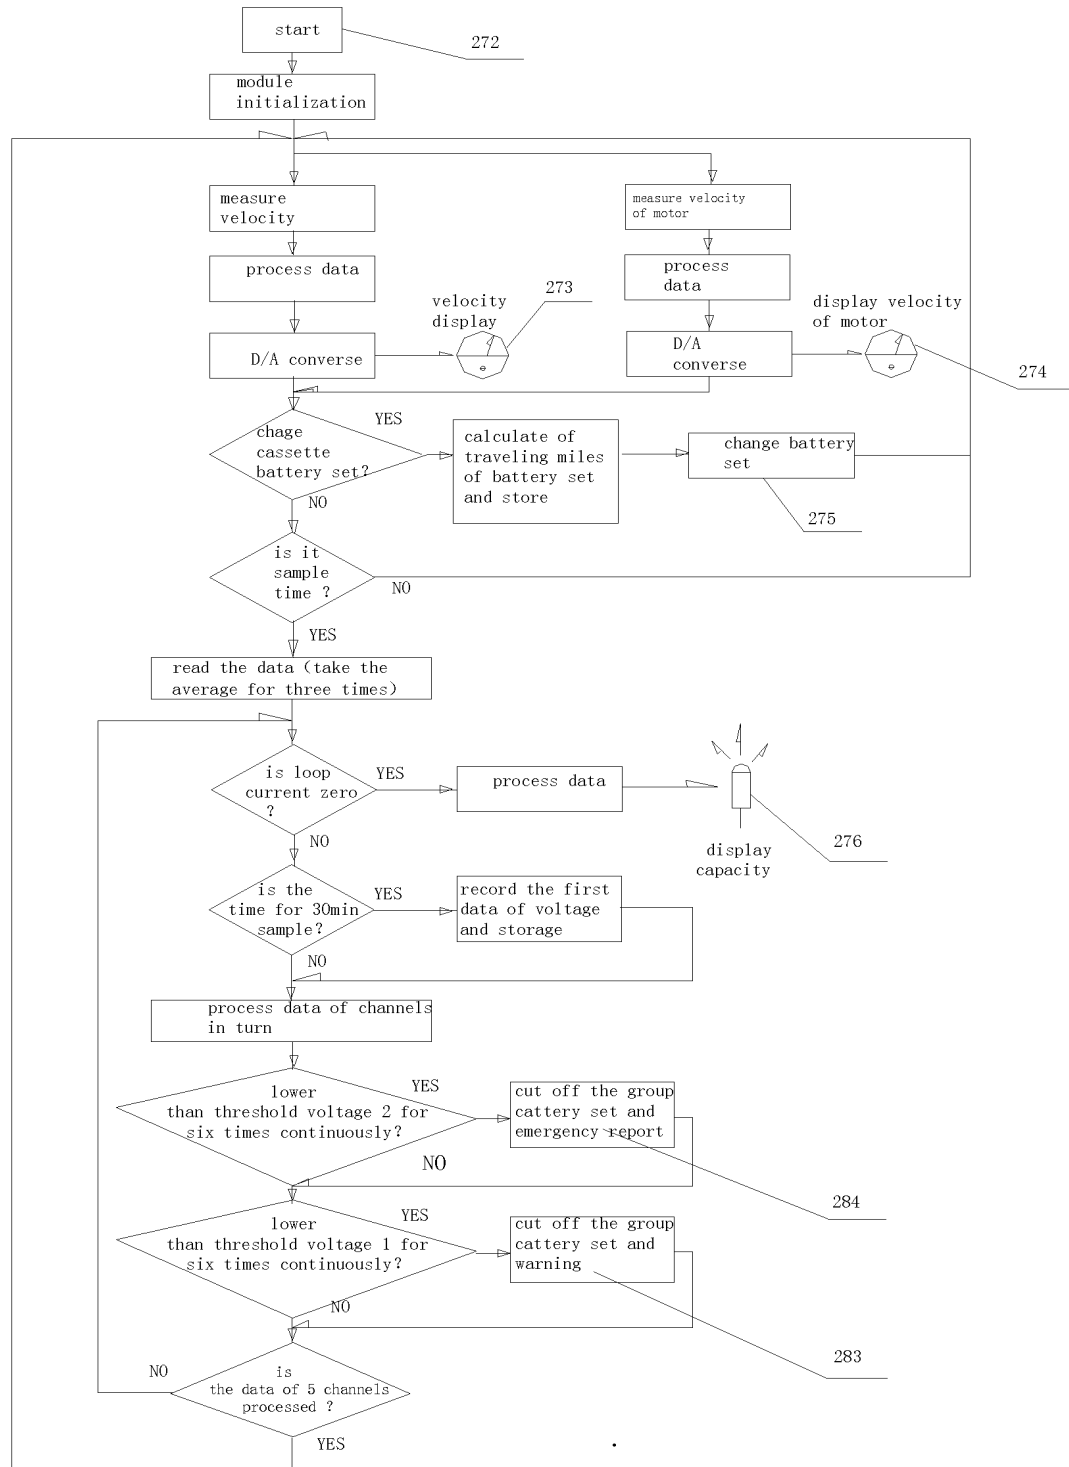 start
272
module
initialization
measure
velocity
measure velocity
of motor
process data
process
data
velocity
display
273
display velocity
of motor
D/A converse
D/A
converse
274
chage
cassette
battery set?
YES
calculate of
traveling miles
of battery set
and store
change battery
set
NO
275
is it
sample
time ?
NO
YES
read the data (take the
average for three times)
is loop
current zero
?
YES
process data
276
NO
display
capacity
is the
time for 30min
sample?
YES
record the first
data of voltage
and storage
NO
process data of channels
in turn
lower
than threshold voltage 2 for
six times continuously?
YES
cut off the group
cattery set and
emergency report
NO
284
lower
than threshold voltage 1 for
six times continuously?
YES
cut off the group
cattery set and
warning
NO
283
is
the data of 5 channels
processed ?
NO
YES